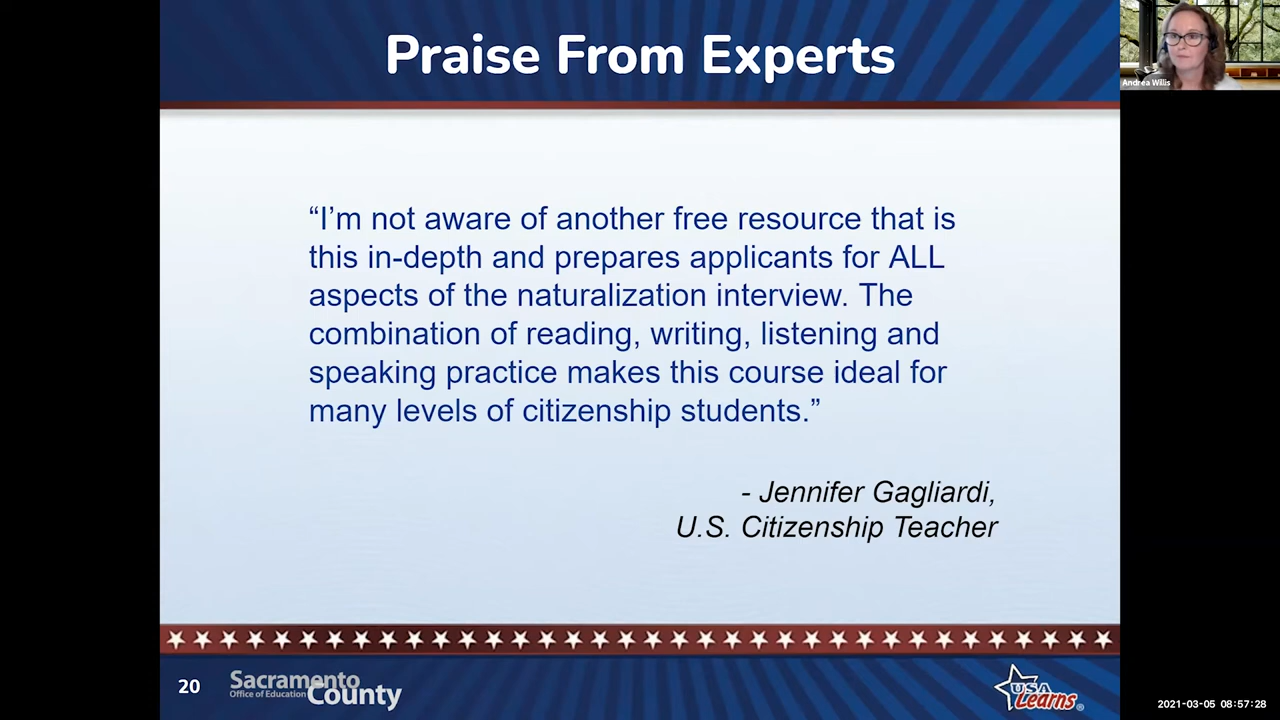 Praise From Experts
Andrea Willis
“I’m not aware of another free resource that is
this in-depth and prepares applicants for ALL
aspects of the naturalization interview. The
combination of reading, writing, listening and
speaking practice makes this course ideal for
many levels of citizenship students.”
- Jennifer Gagliardi,
U.S. Citizenship Teacher
20
Sacramento
Office of Education County
USA
Learns®
2021-03-05 08:57:28